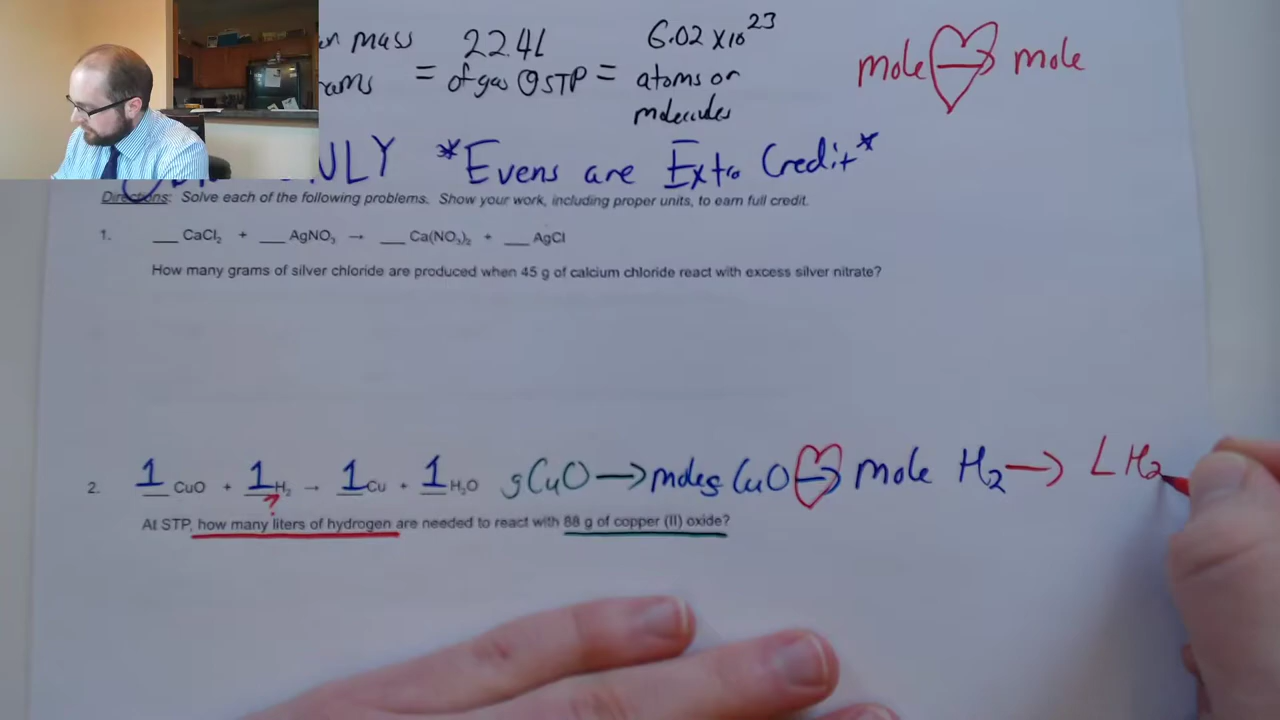 mass = 22.4L = 6.02 x10^23 mole → mole
of gas @ STP atoms or
molecules
*Evens are Extra Credit*
Directions: Solve each of the following problems. Show your work, including proper units, to earn full credit.
1. ___ CaCl₂ + ___ AgNO₃ → ___ Ca(NO₃)₂ + ___ AgCl
How many grams of silver chloride are produced when 45 g of calcium chloride react with excess silver nitrate?
2. 1 CuO + 1 H₂ → 1 Cu + 1 H₂O gCuO → moles CuO → mole H₂ → L H₂
?
At STP, how many liters of hydrogen are needed to react with 88 g of copper (II) oxide?